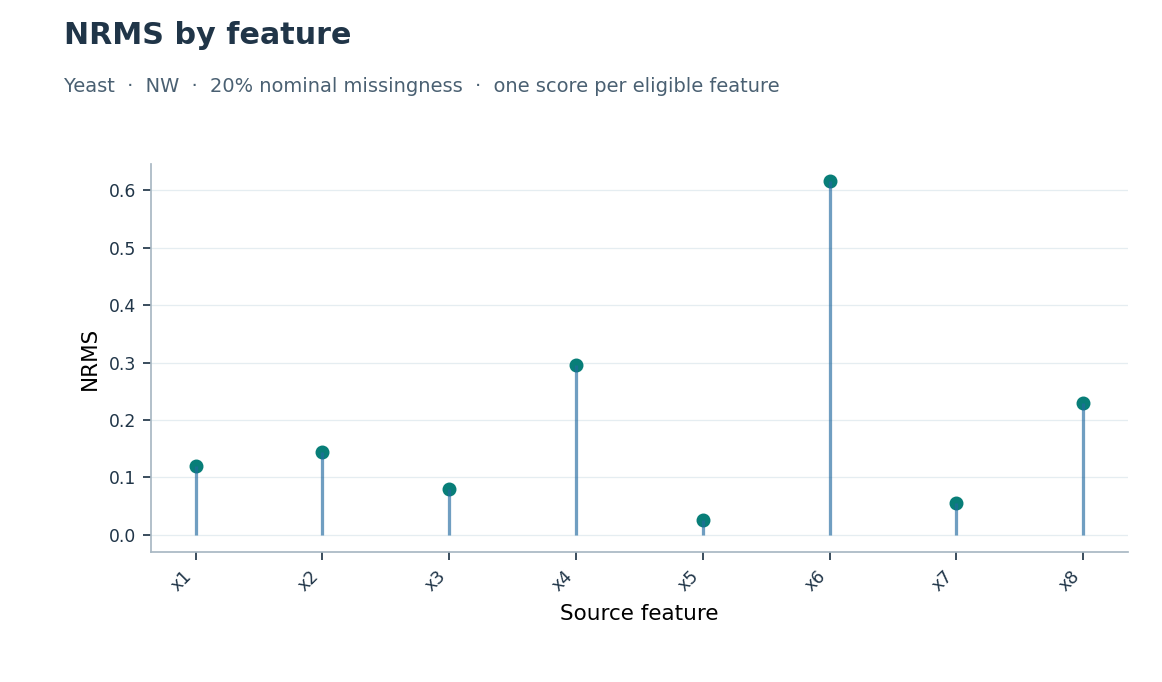 NRMS by feature
Yeast · NW · 20% nominal missingness · one score per eligible feature
NRMS
0.6
0.5
0.4
0.3
0.2
0.1
0.0
x1 x2 x3 x4 x5 x6 x7 x8
Source feature